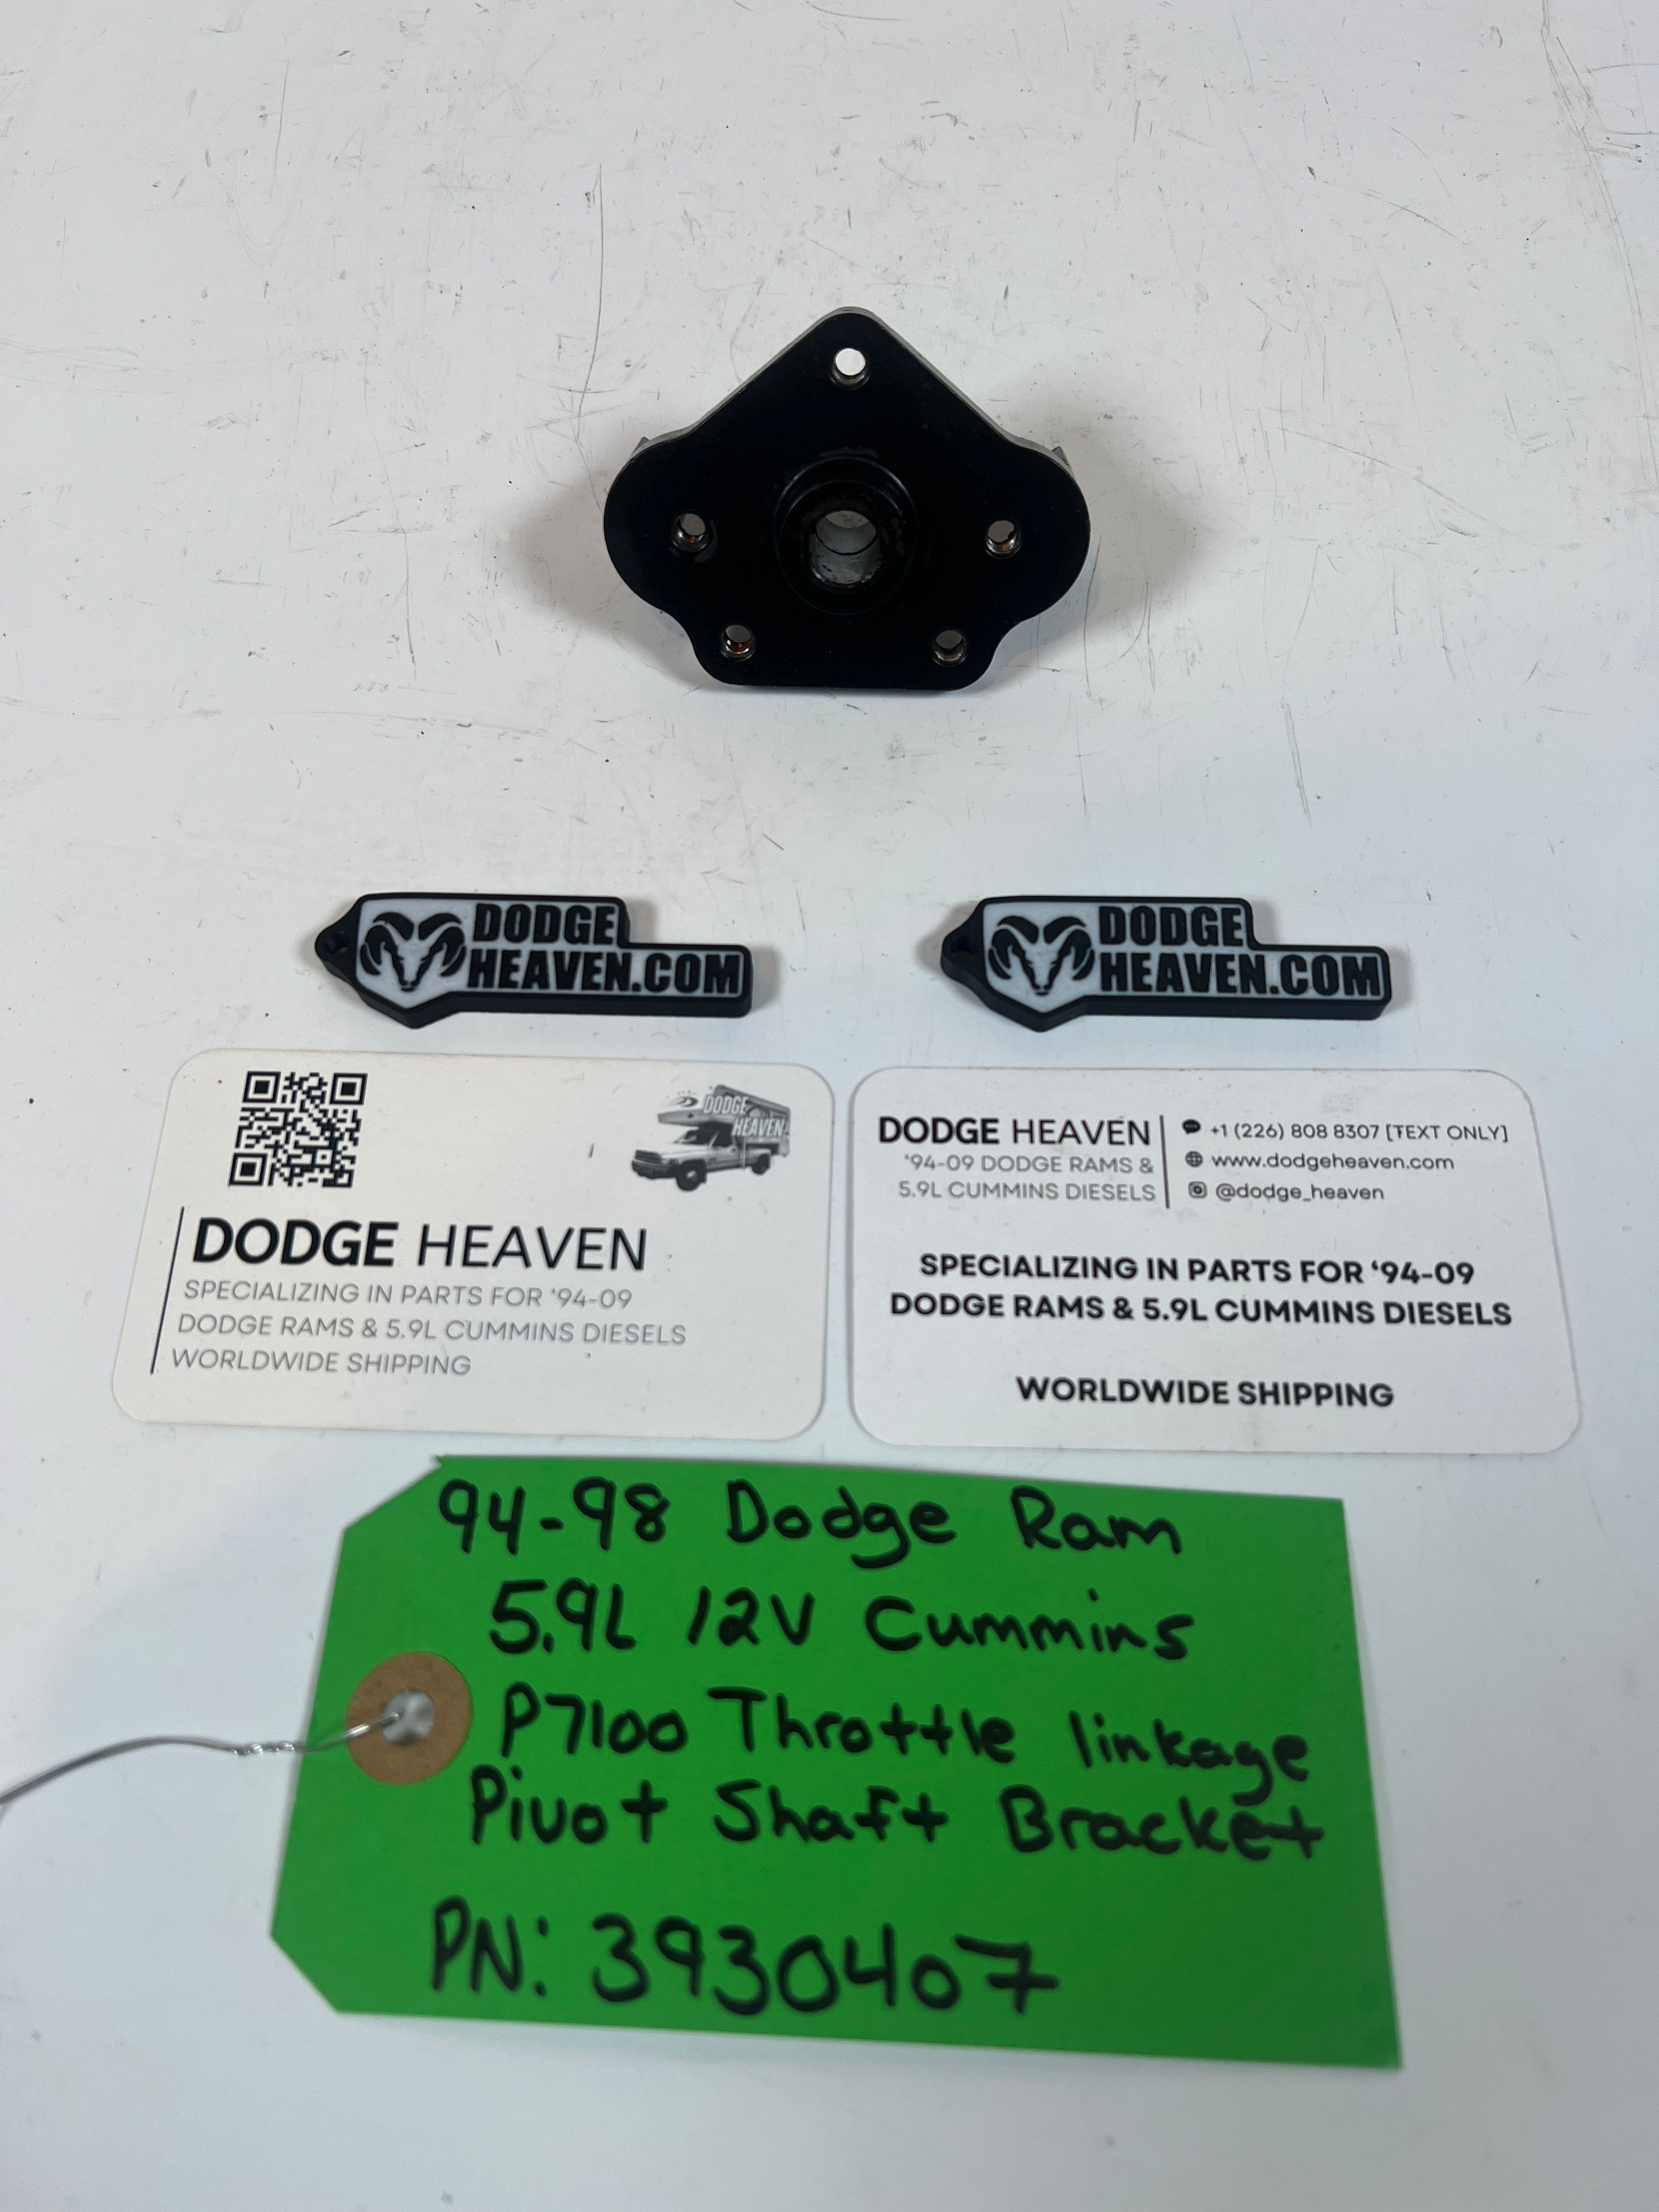 DODGE
HEAVEN.COM
DODGE
HEAVEN.COM
DODGE
HEAVEN
DODGE HEAVEN
SPECIALIZING IN PARTS FOR ‘94-09
DODGE RAMS & 5.9L CUMMINS DIESELS
WORLDWIDE SHIPPING
DODGE HEAVEN
‘94-09 DODGE RAMS &
5.9L CUMMINS DIESELS
+1 (226) 808 8307 [TEXT ONLY]
www.dodgeheaven.com
@dodge_heaven
SPECIALIZING IN PARTS FOR ‘94-09
DODGE RAMS & 5.9L CUMMINS DIESELS
WORLDWIDE SHIPPING
94-98 Dodge Ram
5.9L 12V Cummins
P7100 Throttle linkage
Pivot Shaft Bracket
PN: 3930407